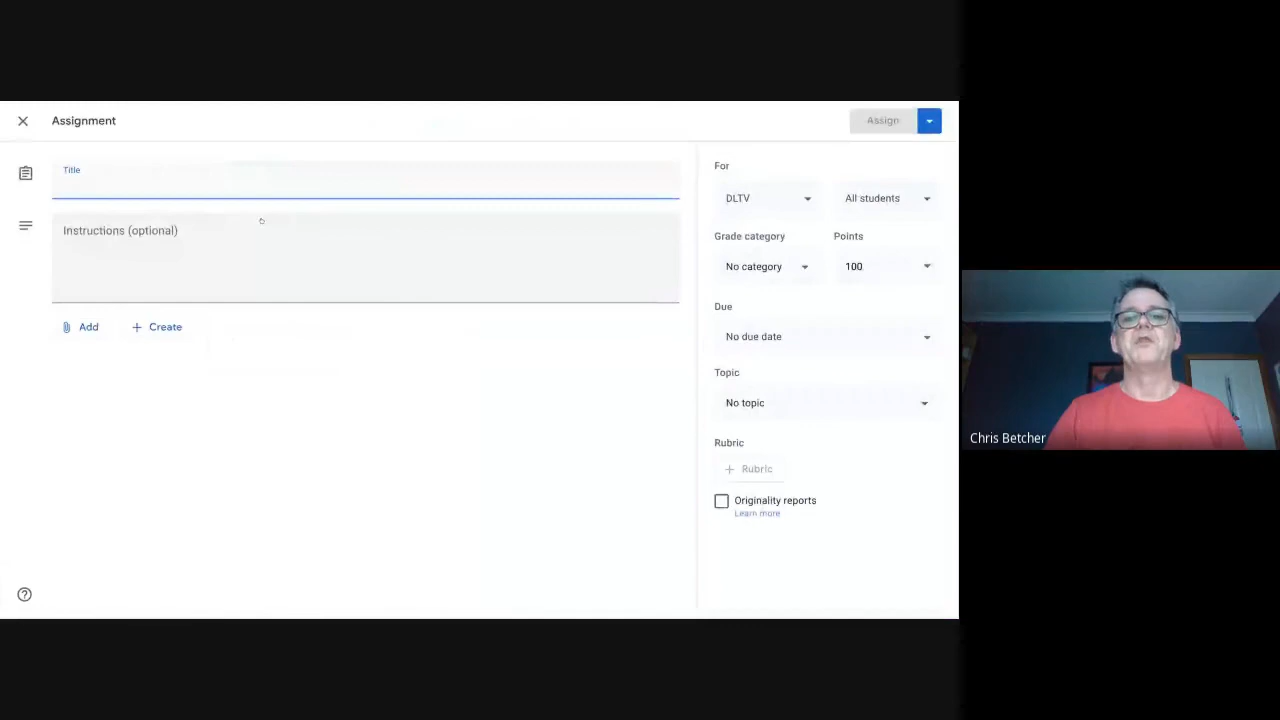 Assignment
Assign
Title
Instructions (optional)
Add
Create
For
DLTV
All students
Grade category
Points
No category
100
Due
No due date
Topic
No topic
Rubric
Rubric
Originality reports
Learn more
Chris Betcher